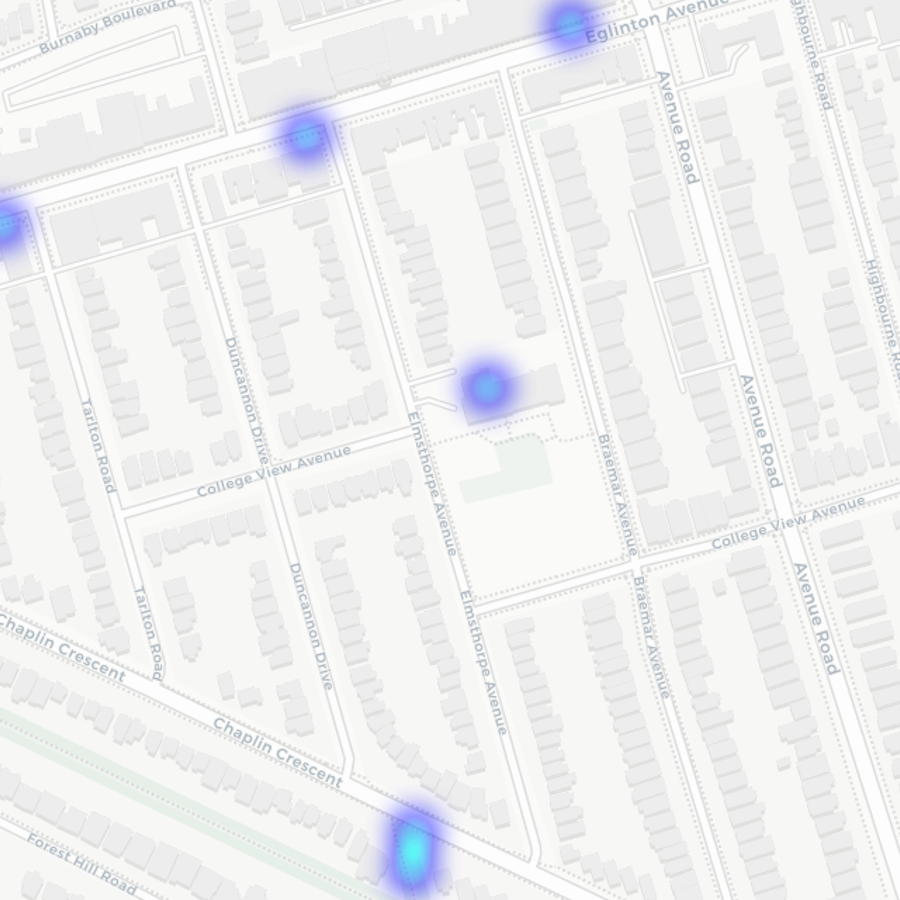 Burnaby Boulevard
Eglinton Avenue
Highbourne Road
Avenue Road
Highbourne Road
Duncannon Drive
Tarlton Road
Avenue Road
College View Avenue
Elmsthorpe Avenue
Braemar Avenue
College View Avenue
Duncannon Drive
Tarlton Road
Avenue Road
Braemar Avenue
Elmsthorpe Avenue
Chaplin Crescent
Chaplin Crescent
Forest Hill Road